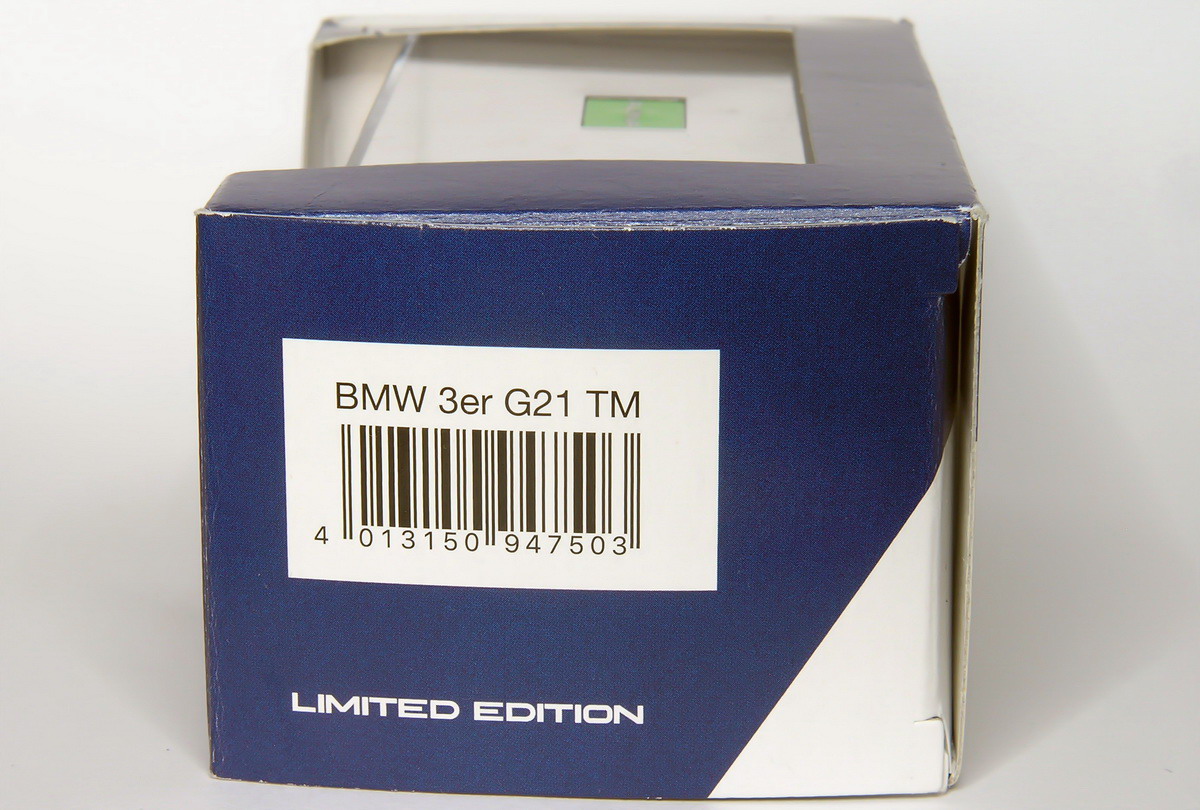 BMW 3er G21 TM
4 013150 947503
LIMITED EDITION